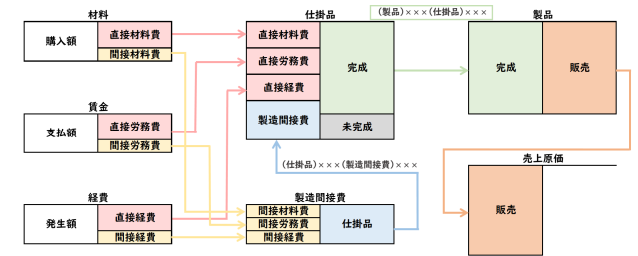 材料
仕掛品
(製品)×××(仕掛品)×××
製品
購入額
直接材料費
間接材料費
直接材料費
直接労務費
直接経費
製造間接費
完成
未完成
完成
販売
賃金
支払額
直接労務費
間接労務費
(仕掛品)×××(製造間接費)×××
売上原価
販売
経費
発生額
直接経費
間接経費
製造間接費
間接材料費
間接労務費
間接経費
仕掛品